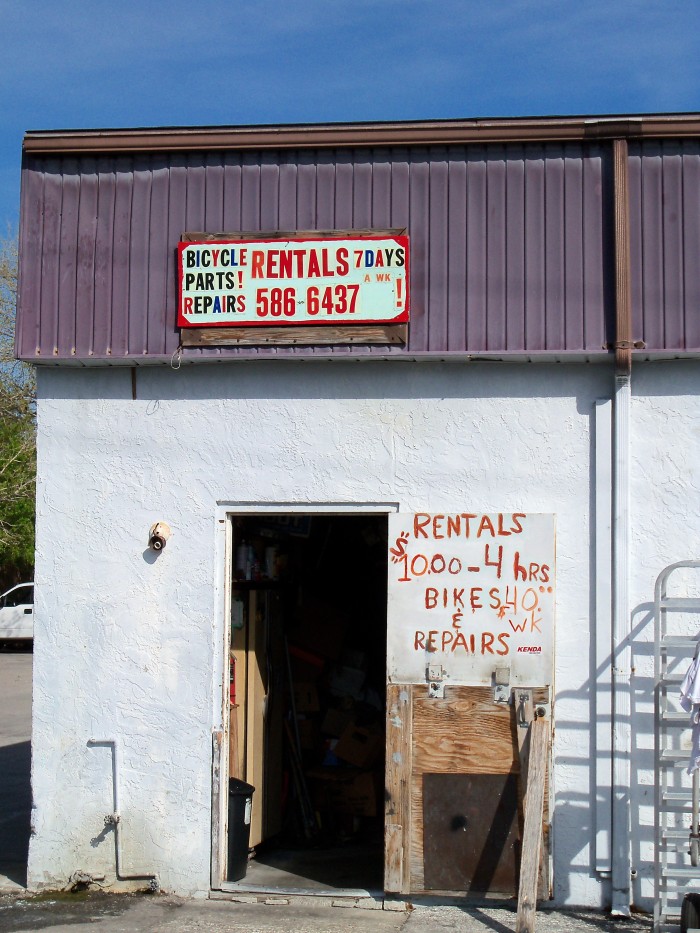 BICYCLE RENTALS 7DAYS
PARTS! A WK !
REPAIRS 586-6437
RENTALS
$10.00-4 hRS
BIKES $40.00
& wk
REPAIRS KENDA